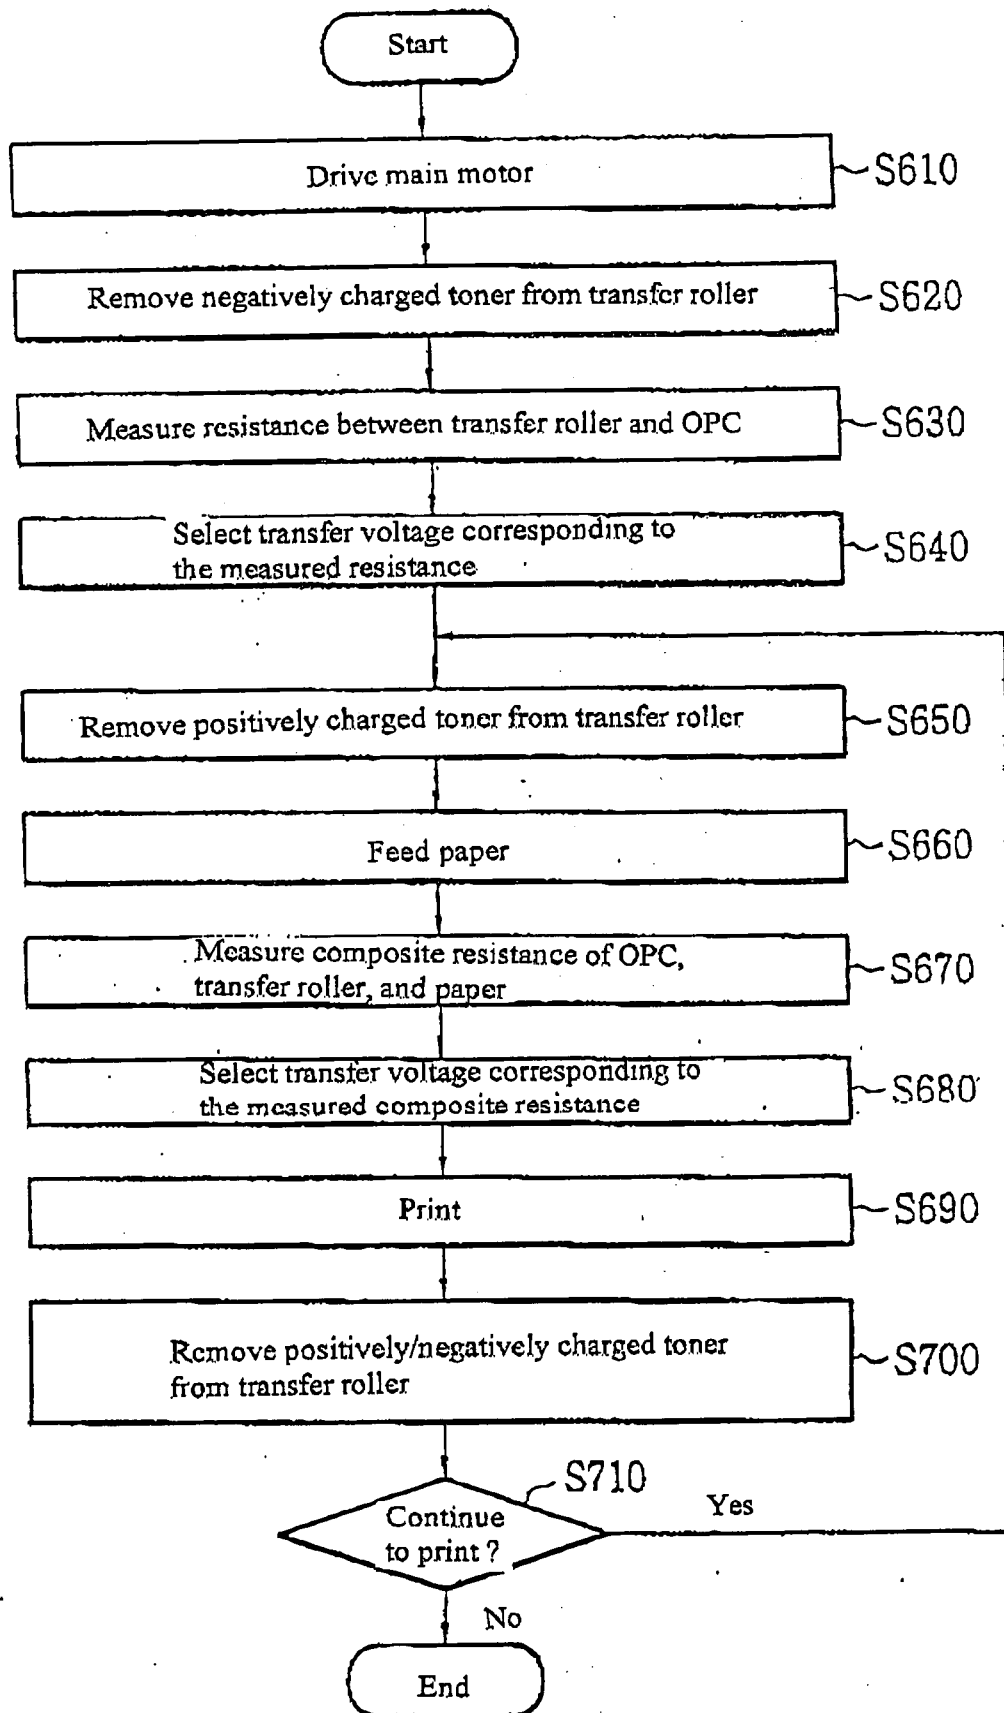 Start
Drive main motor
S610
Remove negatively charged toner from transfer roller
S620
Measure resistance between transfer roller and OPC
S630
Select transfer voltage corresponding to
the measured resistance
S640
Remove positively charged toner from transfer roller
S650
Feed paper
S660
Measure composite resistance of OPC,
transfer roller, and paper
S670
Select transfer voltage corresponding to
the measured composite resistance
S680
Print
S690
Remove positively/negatively charged toner
from transfer roller
S700
S710
Continue
to print ?
Yes
No
End